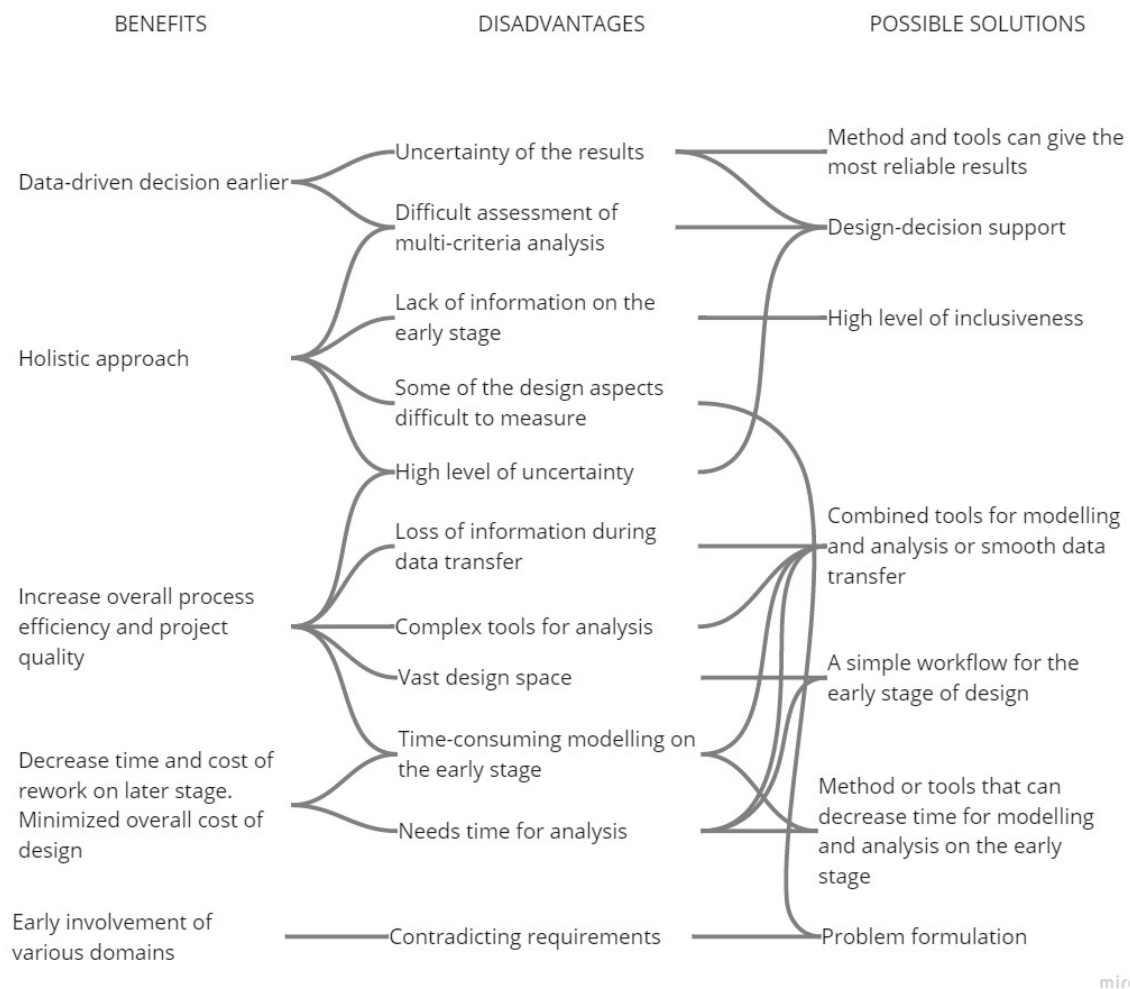 BENEFITS
DISADVANTAGES
POSSIBLE SOLUTIONS
Data-driven decision earlier
Holistic approach
Increase overall process
efficiency and project
quality
Decrease time and cost of
rework on later stage.
Minimized overall cost of
design
Early involvement of
various domains
Uncertainty of the results
Difficult assessment of
multi-criteria analysis
Lack of information on the
early stage
Some of the design aspects
difficult to measure
High level of uncertainty
Loss of information during
data transfer
Complex tools for analysis
Vast design space
Time-consuming modelling on
the early stage
Needs time for analysis
Contradicting requirements
Method and tools can give the
most reliable results
Design-decision support
High level of inclusiveness
Combined tools for modelling
and analysis or smooth data
transfer
A simple workflow for the
early stage of design
Method or tools that can
decrease time for modelling
and analysis on the early
stage
Problem formulation